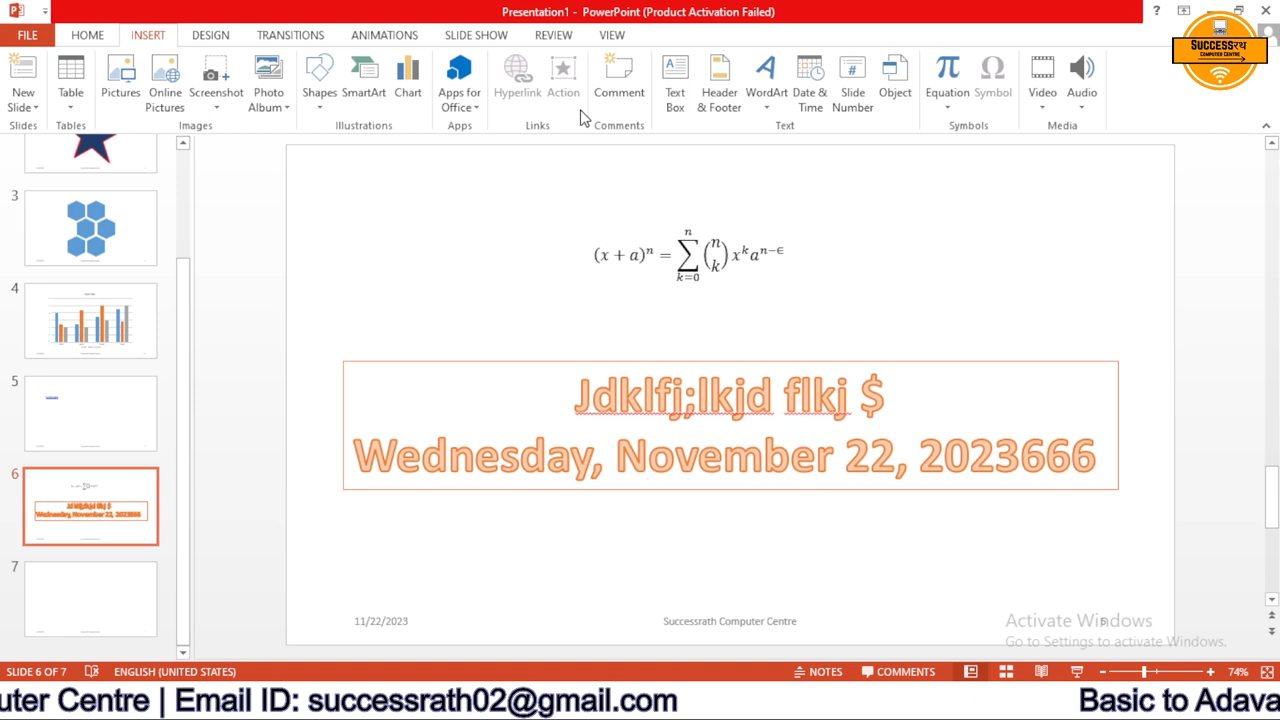 Presentation1 - PowerPoint (Product Activation Failed)
FILE HOME INSERT DESIGN TRANSITIONS ANIMATIONS SLIDE SHOW REVIEW VIEW
SUCCESSरथ
COMPUTER CENTRE
New Slide
Table
Pictures
Online Pictures
Screenshot
Photo Album
Shapes
SmartArt
Chart
Apps for Office
Hyperlink
Action
Comment
Text Box
Header & Footer
WordArt
Date & Time
Slide Number
Object
Equation
Symbol
Video
Audio
Slides Tables Images Illustrations Apps Links Comments Text Symbols Media
3
4
5
6
7
(x + a)ⁿ = ∑ₖ₌₀ⁿ (n k) xᵏaⁿ⁻∈
Jdklfj;lkjd flkj $
Wednesday, November 22, 2023666
11/22/2023 Successrath Computer Centre 6
Activate Windows
Go to Settings to activate Windows.
SLIDE 6 OF 7 ENGLISH (UNITED STATES) NOTES COMMENTS 74%
uter Centre | Email ID: successrath02@gmail.com Basic to Adava